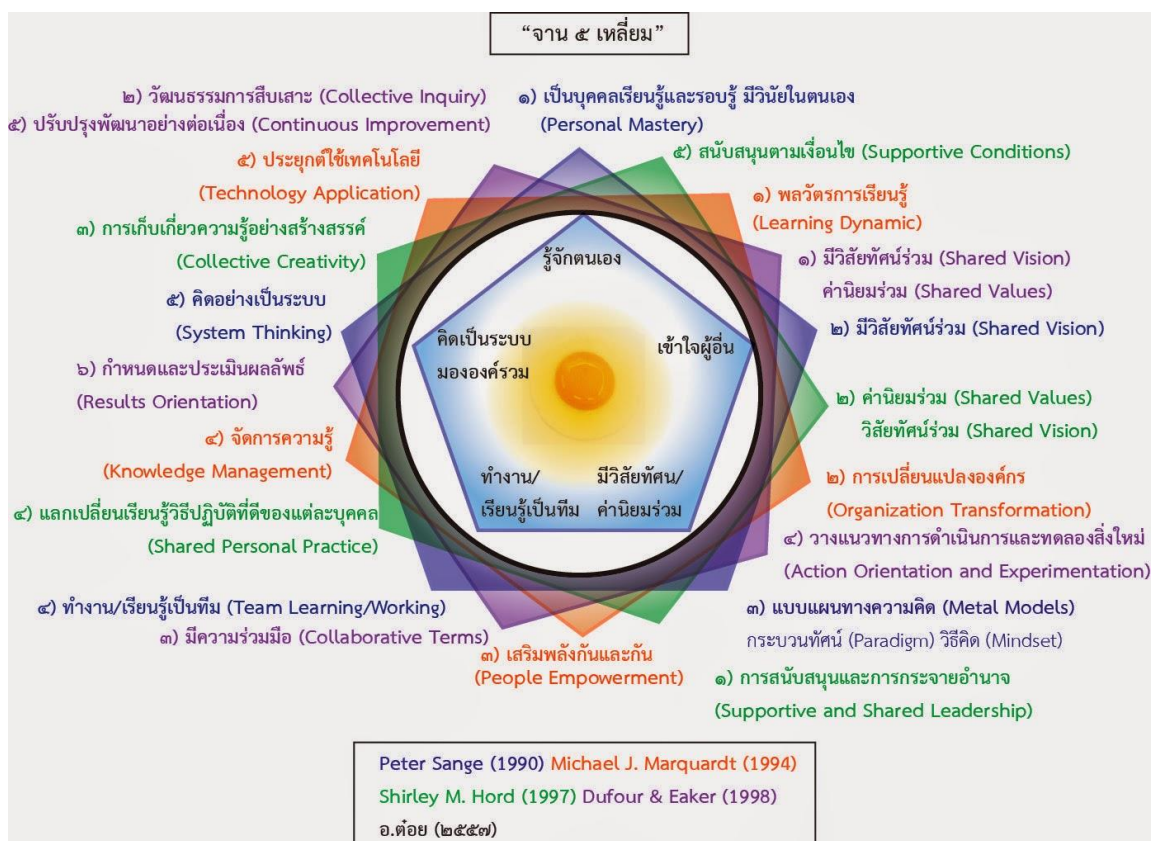 “จาน ๕ เหลี่ยม”
๒) วัฒนธรรมการสืบเสาะ (Collective Inquiry)
๕) ปรับปรุงพัฒนาอย่างต่อเนื่อง (Continuous Improvement)
๑) เป็นบุคคลเรียนรู้และรอบรู้ มีวินัยในตนเอง
(Personal Mastery)
๕) ประยุกต์ใช้เทคโนโลยี
(Technology Application)
๕) สนับสนุนตามเงื่อนไข (Supportive Conditions)
๑) พลวัตรการเรียนรู้
(Learning Dynamic)
๓) การเก็บเกี่ยวความรู้อย่างสร้างสรรค์
(Collective Creativity)
๑) มีวิสัยทัศน์ร่วม (Shared Vision)
ค่านิยมร่วม (Shared Values)
๕) คิดอย่างเป็นระบบ
(System Thinking)
๒) มีวิสัยทัศน์ร่วม (Shared Vision)
๖) กำหนดและประเมินผลลัพธ์
(Results Orientation)
๒) ค่านิยมร่วม (Shared Values)
วิสัยทัศน์ร่วม (Shared Vision)
๔) จัดการความรู้
(Knowledge Management)
๒) การเปลี่ยนแปลงองค์กร
(Organization Transformation)
๔) แลกเปลี่ยนเรียนรู้วิธีปฏิบัติที่ดีของแต่ละบุคคล
(Shared Personal Practice)
๔) วางแนวทางการดำเนินการและทดลองสิ่งใหม่
(Action Orientation and Experimentation)
๔) ทำงาน/เรียนรู้เป็นทีม (Team Learning/Working)
๓) มีความร่วมมือ (Collaborative Terms)
๓) แบบแผนทางความคิด (Metal Models)
กระบวนทัศน์ (Paradigm) วิธีคิด (Mindset)
๓) เสริมพลังกันและกัน
(People Empowerment)
๑) การสนับสนุนและการกระจายอำนาจ
(Supportive and Shared Leadership)
รู้จักตนเอง
คิดเป็นระบบ
มององค์รวม
เข้าใจผู้อื่น
ทำงาน/
เรียนรู้เป็นทีม
มีวิสัยทัศน/
ค่านิยมร่วม
Peter Sange (1990) Michael J. Marquardt (1994)
Shirley M. Hord (1997) Dufour & Eaker (1998)
อ.ต๋อย (๒๕๕๗)